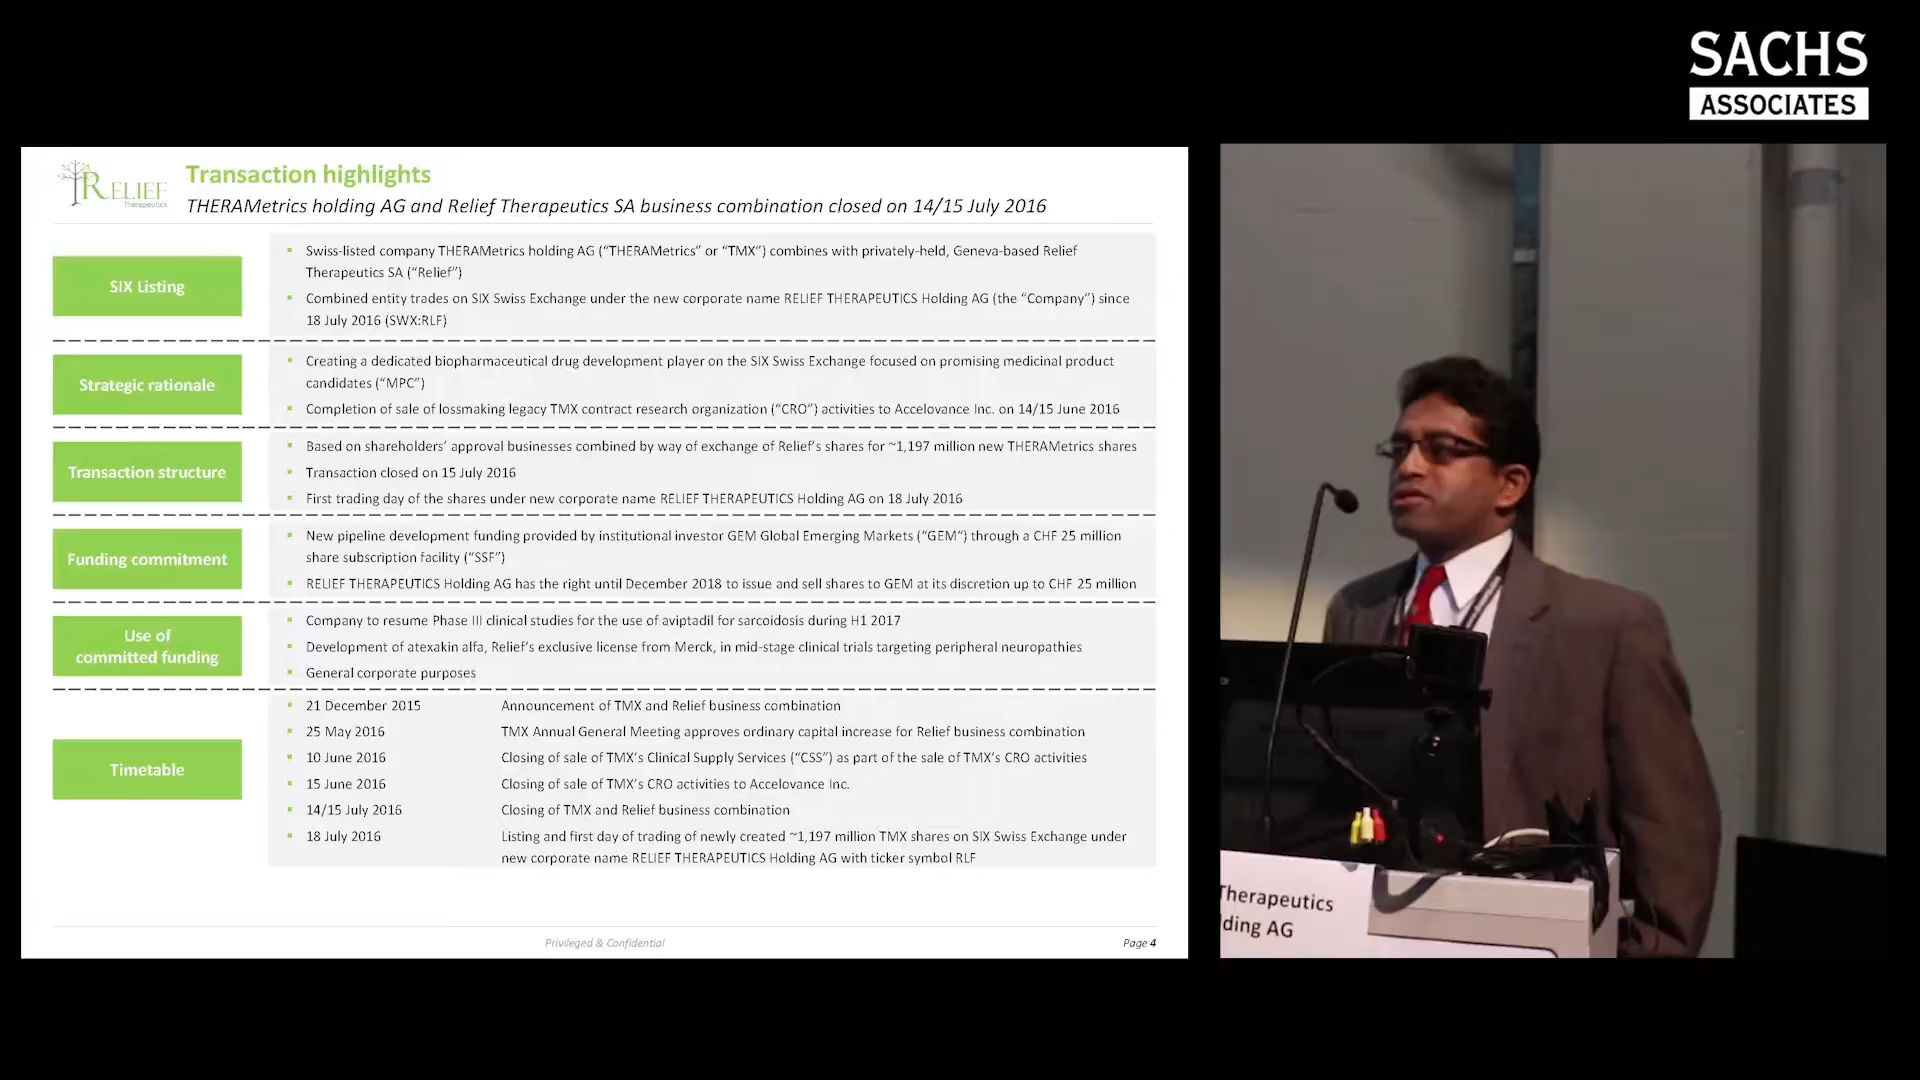 SACHS
ASSOCIATES
RELIEF
Therapeutics
Transaction highlights
THERAMetrics holding AG and Relief Therapeutics SA business combination closed on 14/15 July 2016
SIX Listing
▪ Swiss-listed company THERAMetrics holding AG (“THERAMetrics” or “TMX”) combines with privately-held, Geneva-based Relief
Therapeutics SA (“Relief”)
▪ Combined entity trades on SIX Swiss Exchange under the new corporate name RELIEF THERAPEUTICS Holding AG (the “Company”) since
18 July 2016 (SWX:RLF)
Strategic rationale
▪ Creating a dedicated biopharmaceutical drug development player on the SIX Swiss Exchange focused on promising medicinal product
candidates (“MPC”)
▪ Completion of sale of lossmaking legacy TMX contract research organization (“CRO”) activities to Accelovance Inc. on 14/15 June 2016
Transaction structure
▪ Based on shareholders’ approval businesses combined by way of exchange of Relief’s shares for ~1,197 million new THERAMetrics shares
▪ Transaction closed on 15 July 2016
▪ First trading day of the shares under new corporate name RELIEF THERAPEUTICS Holding AG on 18 July 2016
Funding commitment
▪ New pipeline development funding provided by institutional investor GEM Global Emerging Markets (“GEM“) through a CHF 25 million
share subscription facility (“SSF”)
▪ RELIEF THERAPEUTICS Holding AG has the right until December 2018 to issue and sell shares to GEM at its discretion up to CHF 25 million
Use of
committed funding
▪ Company to resume Phase III clinical studies for the use of aviptadil for sarcoidosis during H1 2017
▪ Development of atexakin alfa, Relief’s exclusive license from Merck, in mid-stage clinical trials targeting peripheral neuropathies
▪ General corporate purposes
Timetable
▪ 21 December 2015 Announcement of TMX and Relief business combination
▪ 25 May 2016 TMX Annual General Meeting approves ordinary capital increase for Relief business combination
▪ 10 June 2016 Closing of sale of TMX’s Clinical Supply Services (“CSS”) as part of the sale of TMX’s CRO activities
▪ 15 June 2016 Closing of sale of TMX’s CRO activities to Accelovance Inc.
▪ 14/15 July 2016 Closing of TMX and Relief business combination
▪ 18 July 2016 Listing and first day of trading of newly created ~1,197 million TMX shares on SIX Swiss Exchange under
new corporate name RELIEF THERAPEUTICS Holding AG with ticker symbol RLF
Privileged & Confidential
Page 4
Therapeutics
ding AG